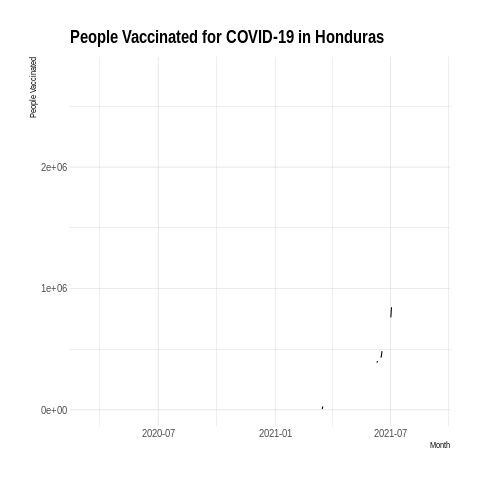 People Vaccinated for COVID-19 in Honduras
People Vaccinated
2e+06
1e+06
0e+00
2020-07
2021-01
2021-07
Month